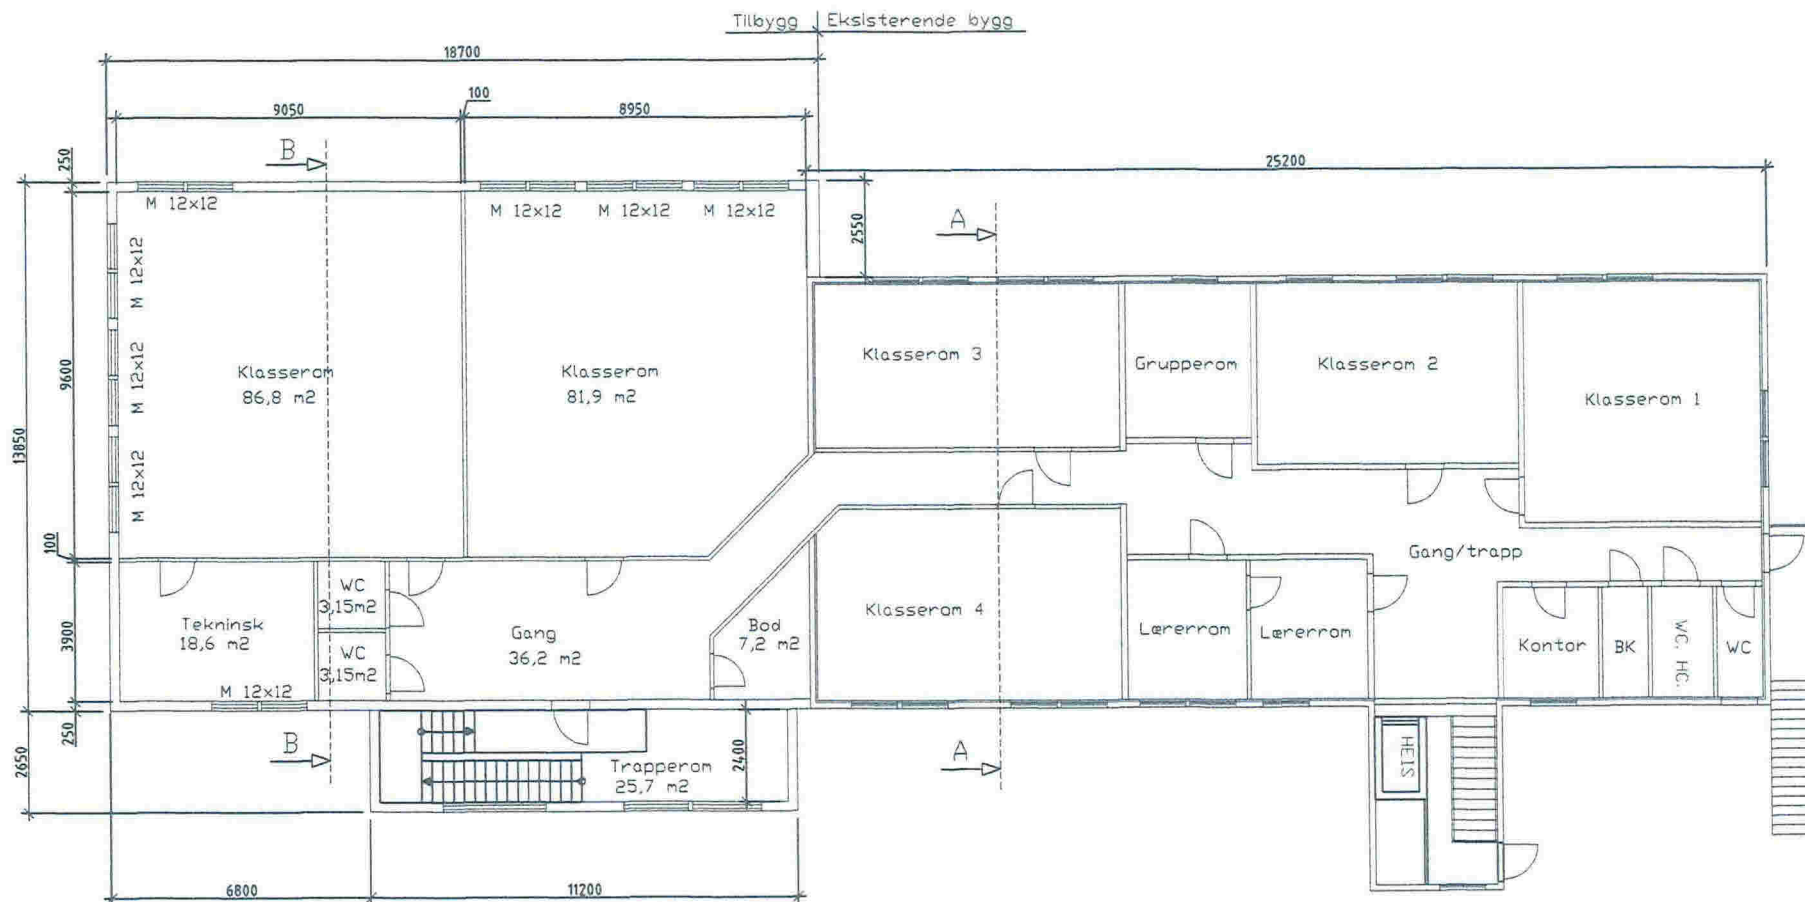 Tilbygg
Eksisterende bygg
18700
9050
100
8950
25200
B
250
M 12x12
M 12x12
M 12x12
M 12x12
A
2550
M 12x12
M 12x12
M 12x12
9600
13850
Klasserom
86,8 m2
Klasserom
81,9 m2
Klasserom 3
Grupperom
Klasserom 2
Klasserom 1
100
3900
Tekninsk
18,6 m2
WC
3,15m2
WC
3,15m2
Gang
36,2 m2
Bod
7,2 m2
Klasserom 4
Lærerrom
Lærerrom
Gang/trapp
Kontor
BK
WC. HC.
WC
M 12x12
250
2650
B
Trapperom
25,7 m2
2400
A
HEIS
6800
11200